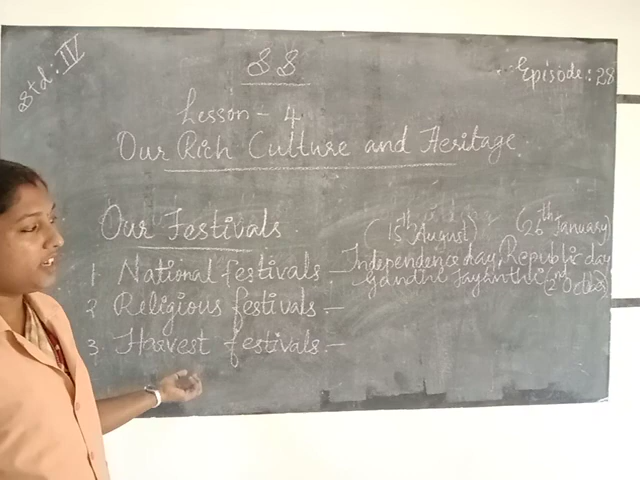 Std: IV
SS
Episode: 28
Lesson - 4
Our Rich Culture and Heritage
Our Festivals
(15th August) (26th January)
1 National festivals - Independence day, Republic day
Gandhi Jayanthi (2nd
2 Religious festivals -
3 Harvest festivals -